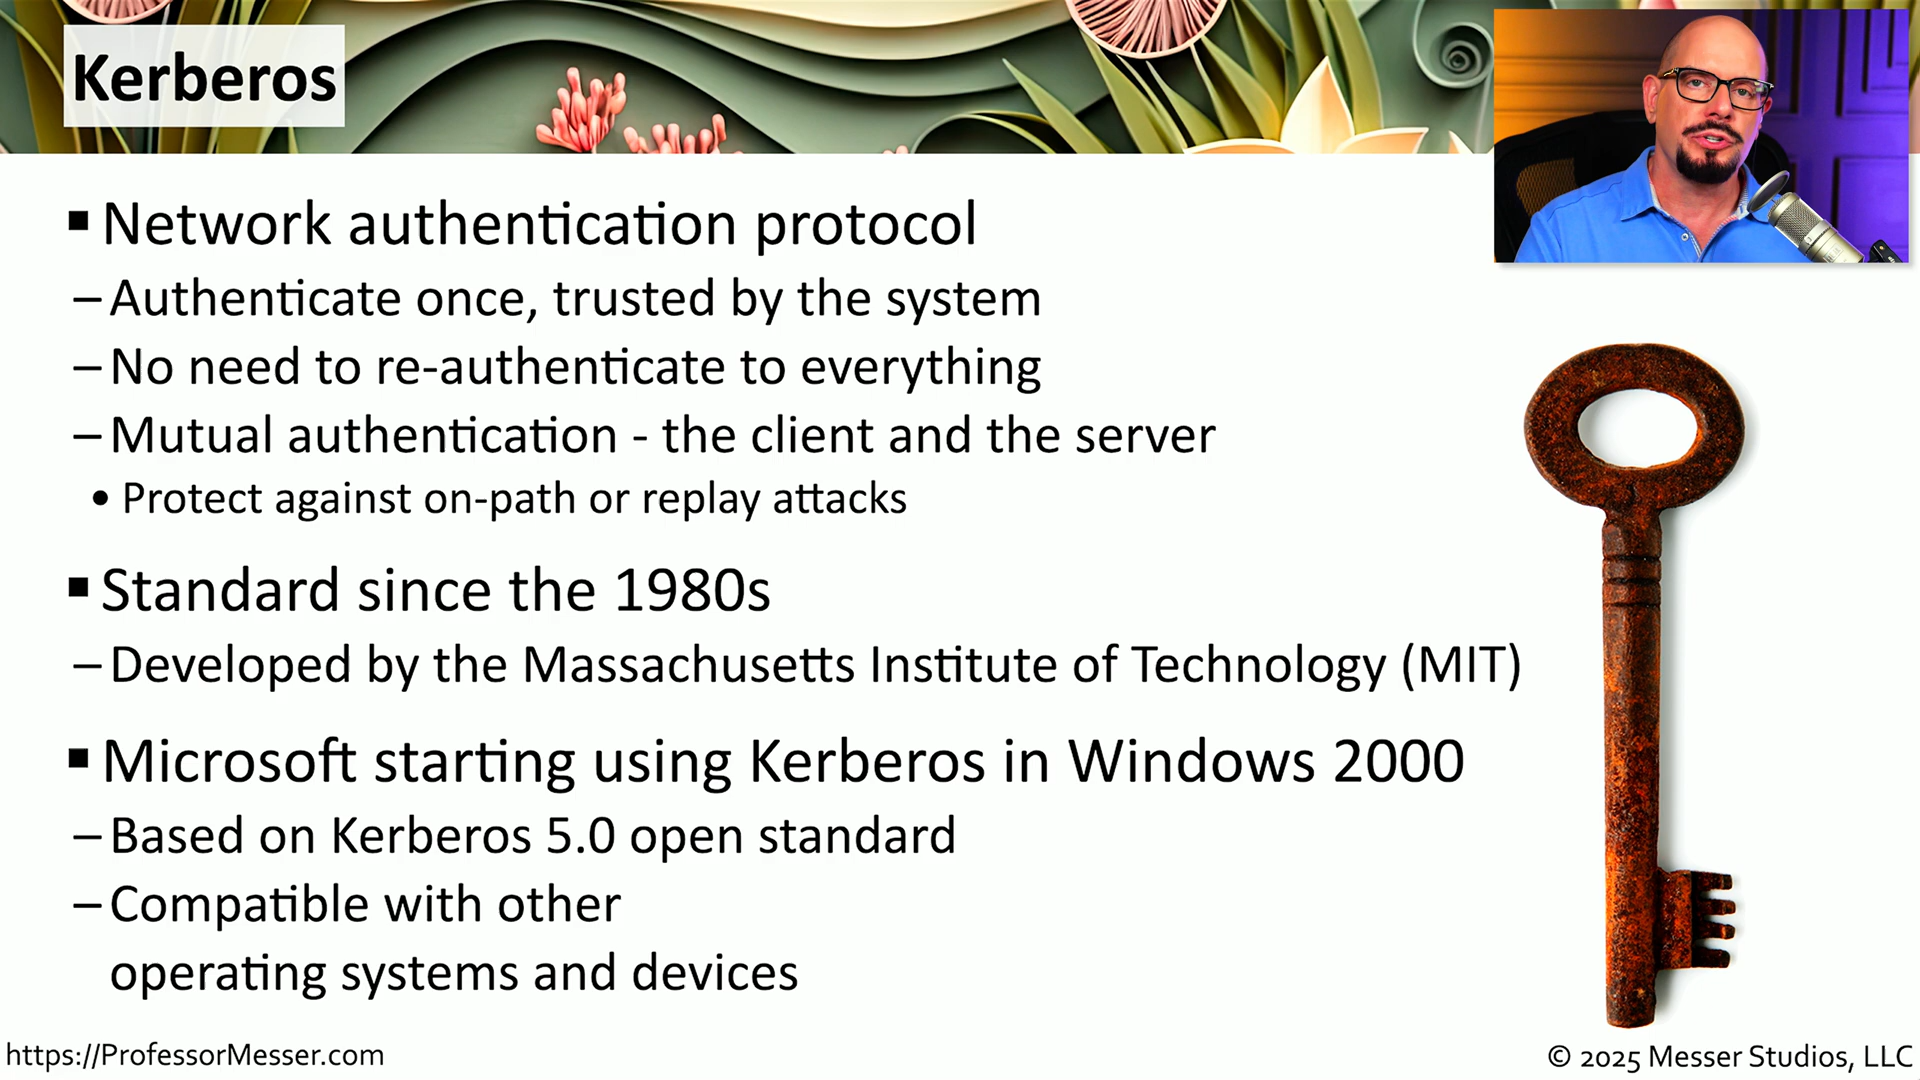 Kerberos
▪ Network authentication protocol
– Authenticate once, trusted by the system
– No need to re-authenticate to everything
– Mutual authentication - the client and the server
• Protect against on-path or replay attacks
▪ Standard since the 1980s
– Developed by the Massachusetts Institute of Technology (MIT)
▪ Microsoft starting using Kerberos in Windows 2000
– Based on Kerberos 5.0 open standard
– Compatible with other
operating systems and devices
https://ProfessorMesser.com
© 2025 Messer Studios, LLC